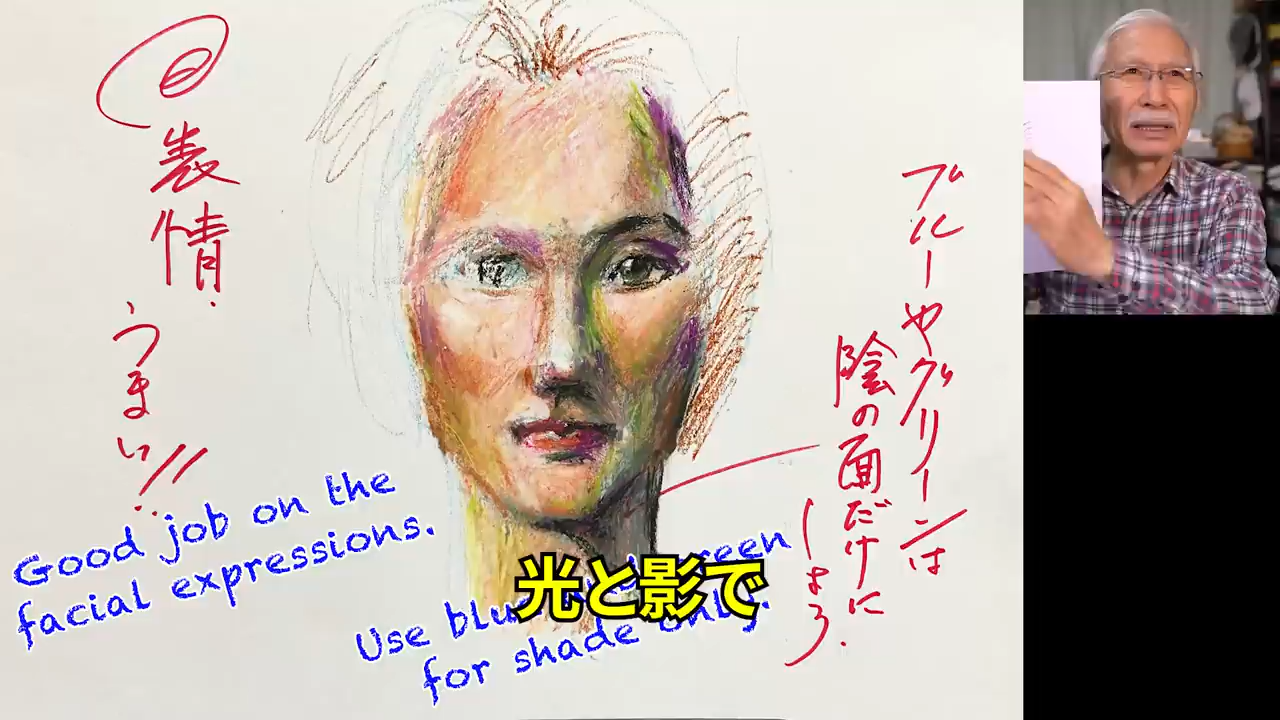 表情.
うまい!!
ブルーやグリーンは
陰の面だけに
しよう.
Good job on the
facial expressions.
Use blue and green
for shade only.
光と影で